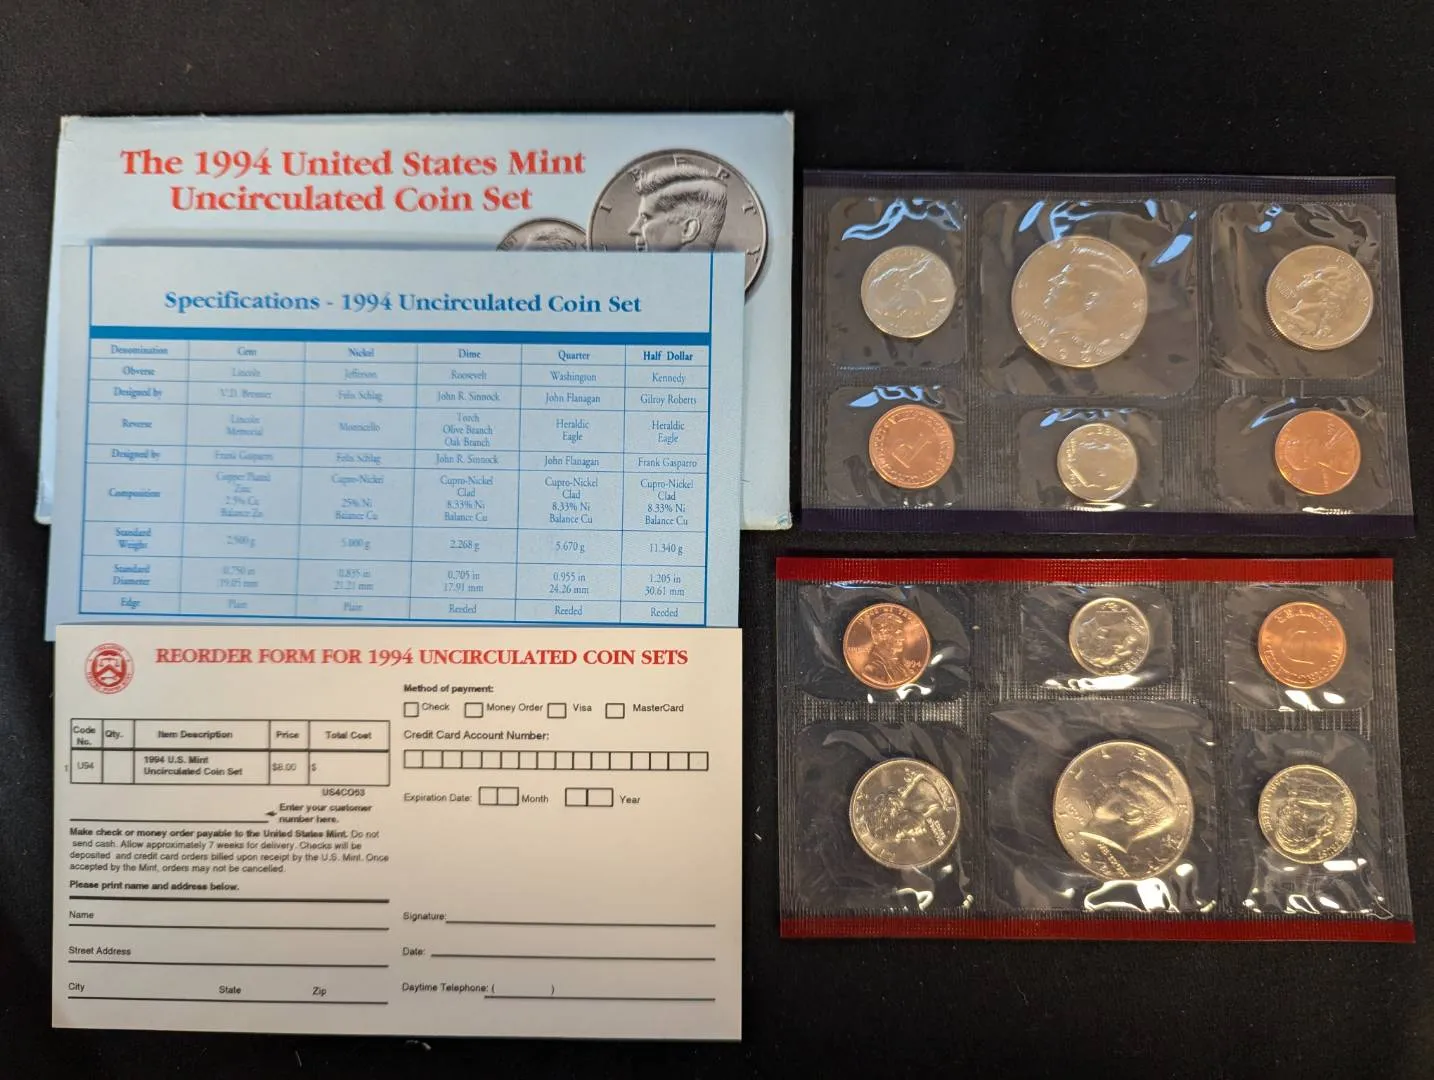 The 1994 United States Mint
Uncirculated Coin Set
Specifications - 1994 Uncirculated Coin Set
Denomination Cent Nickel Dime Quarter Half Dollar
Obverse Lincoln Jefferson Roosevelt Washington Kennedy
Designed by V.D. Brenner Felix Schlag John R. Sinnock John Flanagan Gilroy Roberts
Reverse Lincoln Memorial Monticello Torch Olive Branch Oak Branch Heraldic Eagle Heraldic Eagle
Designed by Frank Gasparro Felix Schlag John R. Sinnock John Flanagan Frank Gasparro
Composition Copper Plated Zinc 2.5% Cu Balance Zn Cupro-Nickel 25% Ni Balance Cu Cupro-Nickel Clad 8.33% Ni Balance Cu Cupro-Nickel Clad 8.33% Ni Balance Cu Cupro-Nickel Clad 8.33% Ni Balance Cu
Standard Weight 2.500 g 5.000 g 2.268 g 5.670 g 11.340 g
Standard Diameter 0.750 in 19.05 mm 0.835 in 21.21 mm 0.705 in 17.91 mm 0.955 in 24.26 mm 1.205 in 30.61 mm
Edge Plain Plain Reeded Reeded Reeded
REORDER FORM FOR 1994 UNCIRCULATED COIN SETS
Method of payment:
Check Money Order Visa MasterCard
Credit Card Account Number:
Expiration Date: Month Year
Code No. Qty. Item Description Price Total Cost
1 U94 1994 U.S. Mint Uncirculated Coin Set $8.00 $
US4CO53
Enter your customer
number here.
Make check or money order payable to the United States Mint. Do not
send cash. Allow approximately 7 weeks for delivery. Checks will be
deposited and credit card orders billed upon receipt by the U.S. Mint. Once
accepted by the Mint, orders may not be cancelled.
Please print name and address below.
Name
Street Address
City State Zip
Signature:
Date:
Daytime Telephone: ( )